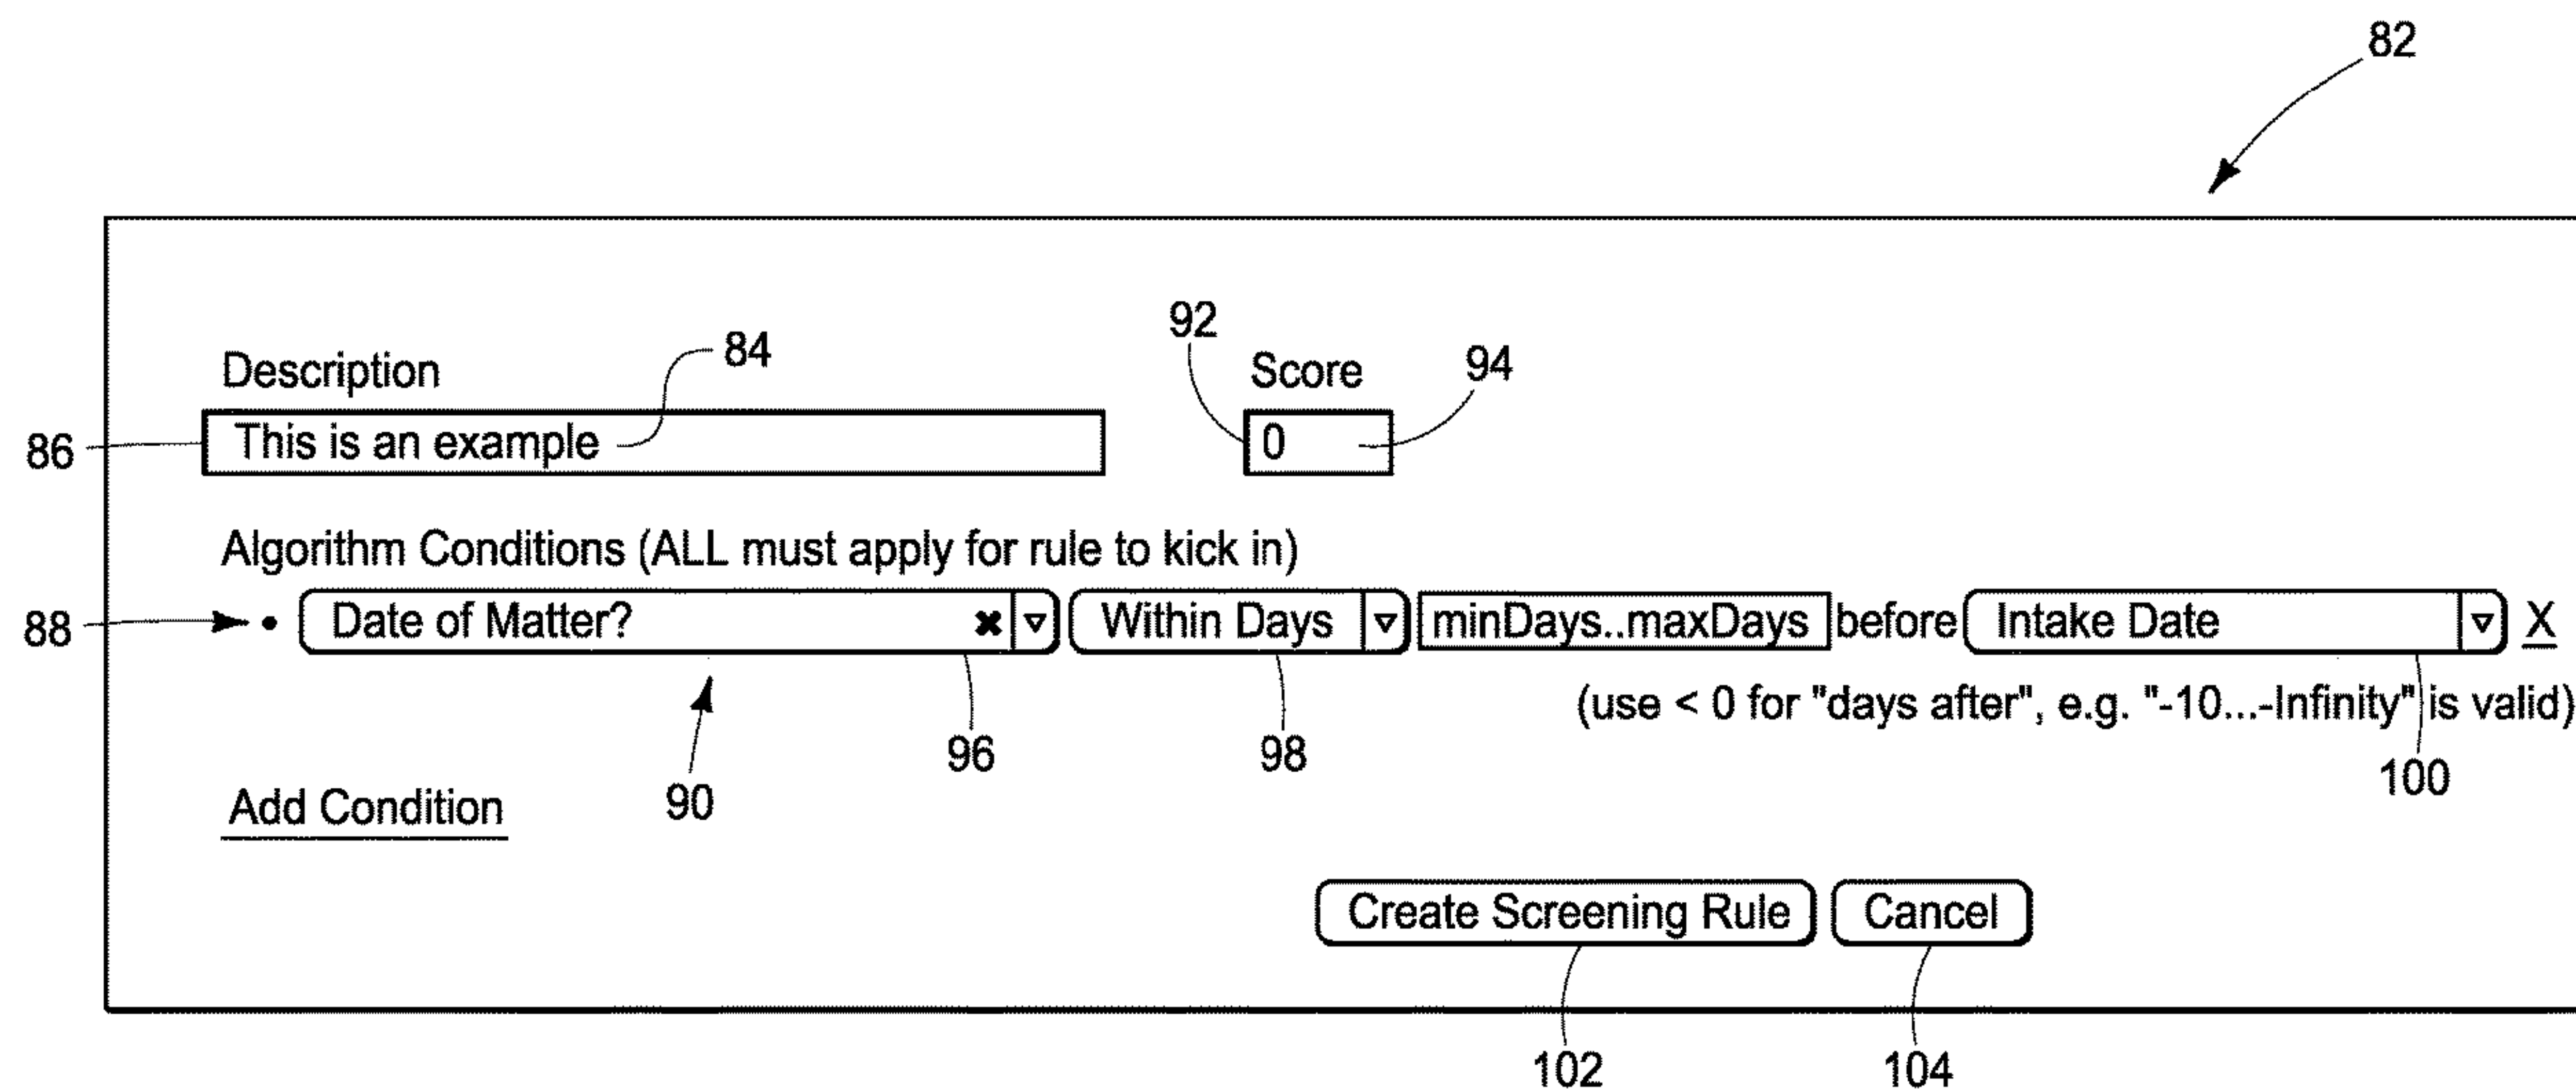 82
92
84
Description
Score
94
86
This is an example
0
Algorithm Conditions (ALL must apply for rule to kick in)
88
Date of Matter? ✖
Within Days
minDays..maxDays
before
Intake Date
X
(use < 0 for "days after", e.g. "-10...-Infinity" is valid)
96
98
100
90
Add Condition
Create Screening Rule
Cancel
102
104